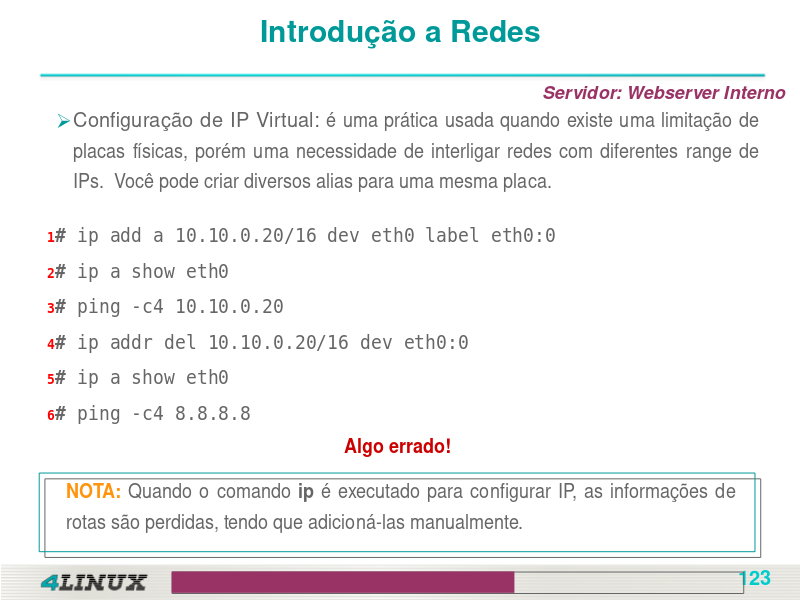 Introdução a Redes
Servidor: Webserver Interno
Configuração de IP Virtual: é uma prática usada quando existe uma limitação de
placas físicas, porém uma necessidade de interligar redes com diferentes range de
IPs. Você pode criar diversos alias para uma mesma placa.
1# ip add a 10.10.0.20/16 dev eth0 label eth0:0
2# ip a show eth0
3# ping -c4 10.10.0.20
4# ip addr del 10.10.0.20/16 dev eth0:0
5# ip a show eth0
6# ping -c4 8.8.8.8
Algo errado!
NOTA: Quando o comando ip é executado para configurar IP, as informações de
rotas são perdidas, tendo que adicioná-las manualmente.
4LINUX
123